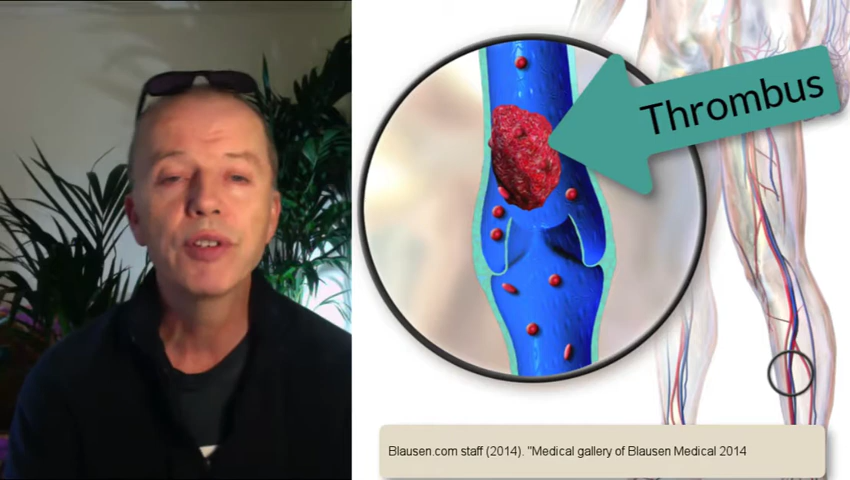 Thrombus
Blausen.com staff (2014). "Medical gallery of Blausen Medical 2014